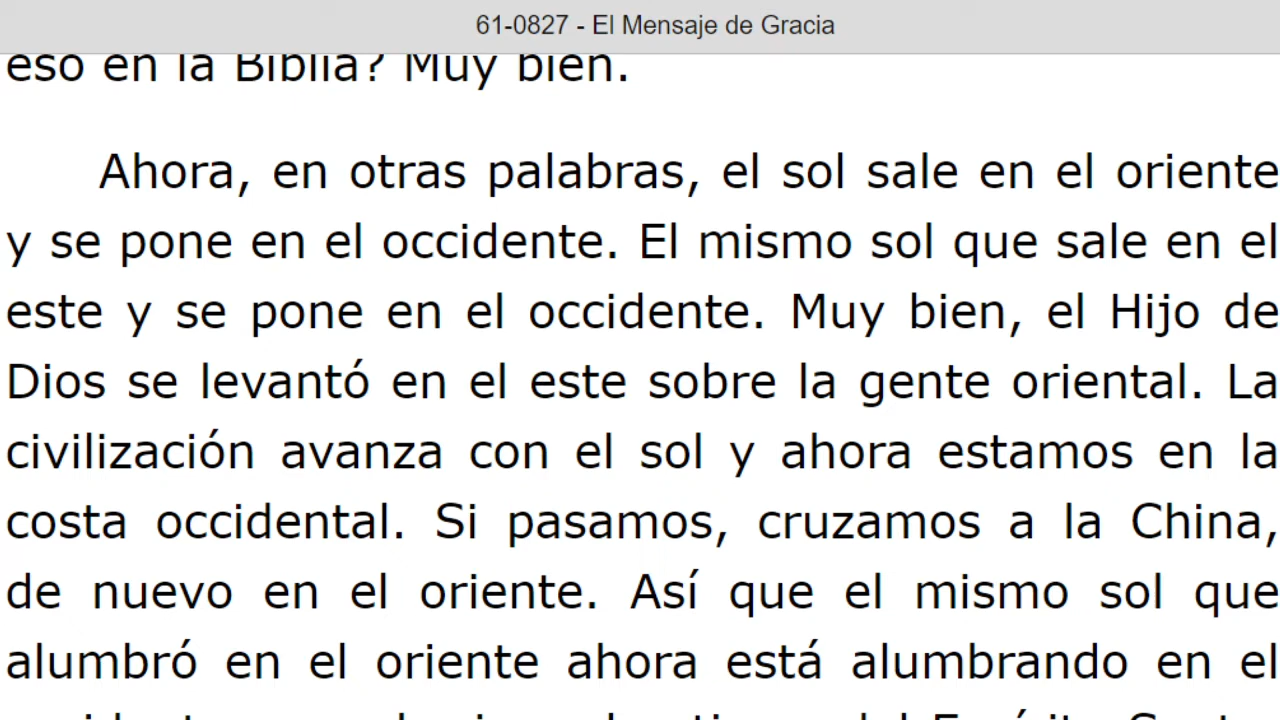 61-0827 - El Mensaje de Gracia
eso en la Biblia? Muy bien.
Ahora, en otras palabras, el sol sale en el oriente
y se pone en el occidente. El mismo sol que sale en el
este y se pone en el occidente. Muy bien, el Hijo de
Dios se levantó en el este sobre la gente oriental. La
civilización avanza con el sol y ahora estamos en la
costa occidental. Si pasamos, cruzamos a la China,
de nuevo en el oriente. Así que el mismo sol que
alumbró en el oriente ahora está alumbrando en el